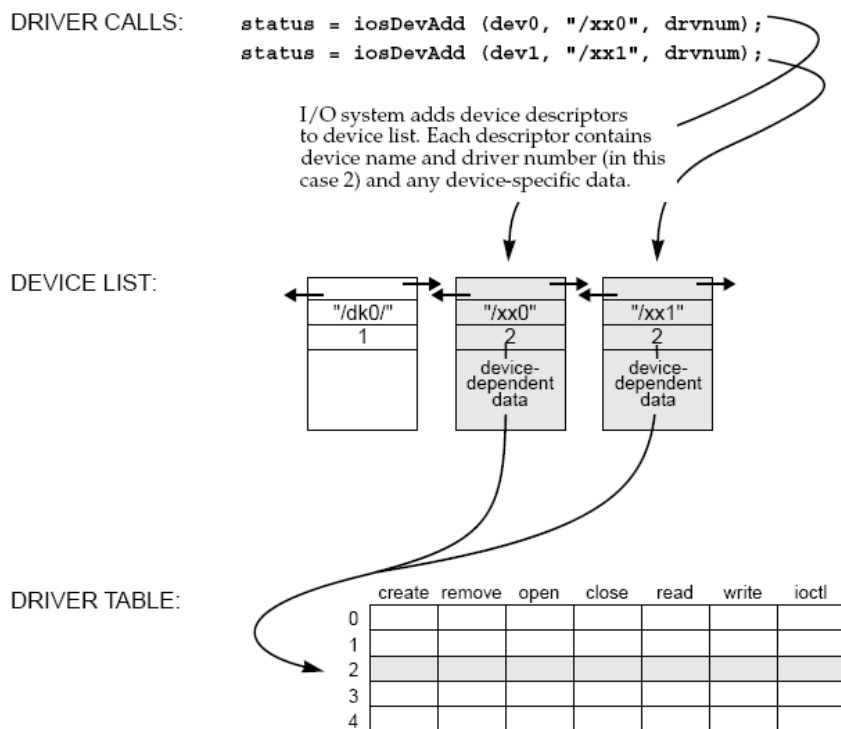 DRIVER CALLS:
status = iosDevAdd (dev0, "/xx0", drvnum);
status = iosDevAdd (dev1, "/xx1", drvnum);
I/O system adds device descriptors
to device list. Each descriptor contains
device name and driver number (in this
case 2) and any device-specific data.
DEVICE LIST:
"/dk0/" "/xx0" "/xx1"
1 2 2
device- device-
dependent dependent
data data
DRIVER TABLE:
create remove open close read write ioctl
0
1
2
3
4